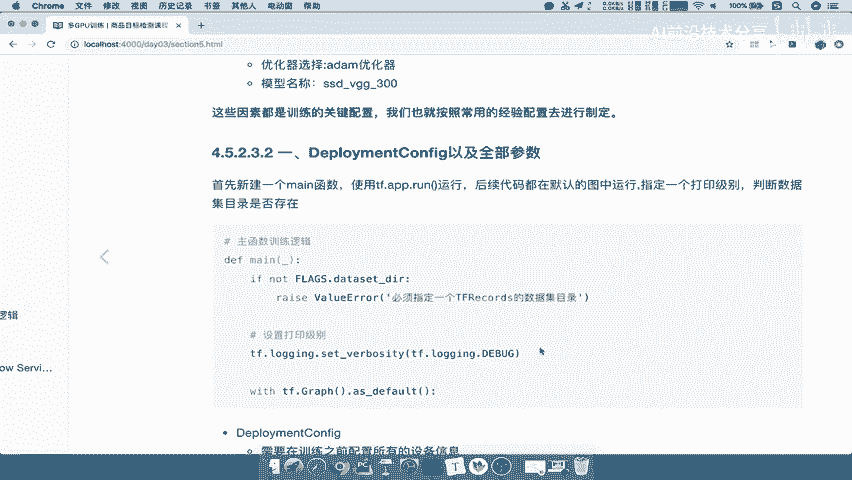 Chrome 文件 修改 视图 历史记录 书签 其他人 电动窗 帮助
100%
多GPU训练 | 商品目标检测课程
localhost:4000/day03/section5.html
AI前沿技术分享
优化器选择:adam优化器
模型名称：ssd_vgg_300
这些因素都是训练的关键配置，我们也就按照常用的经验配置去进行制定。
4.5.2.3.2 一、DeploymentConfig以及全部参数
首先新建一个main函数，使用tf.app.run()运行，后续代码都在默认的图中运行,指定一个打印级别，判断数据
集目录是否存在
# 主函数训练逻辑
def main(_):
if not FLAGS.dataset_dir:
raise ValueError('必须指定一个TFRecords的数据集目录')
逻辑
# 设置打印级别
tf.logging.set_verbosity(tf.logging.DEBUG)
ow Servi...
with tf.Graph().as_default():
DeploymentConfig
需要在训练之前配置所有的设备信息